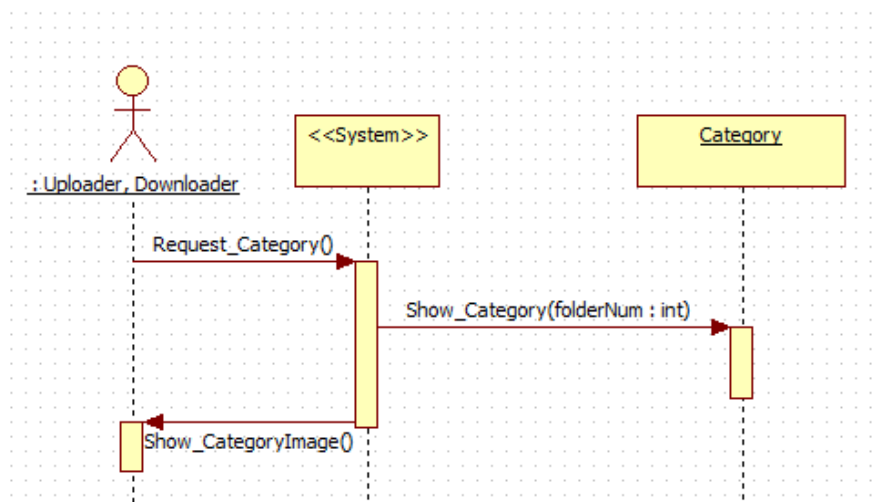 <<System>>
Category
: Uploader, Downloader
Request_Category()
Show_Category(folderNum : int)
Show_CategoryImage()